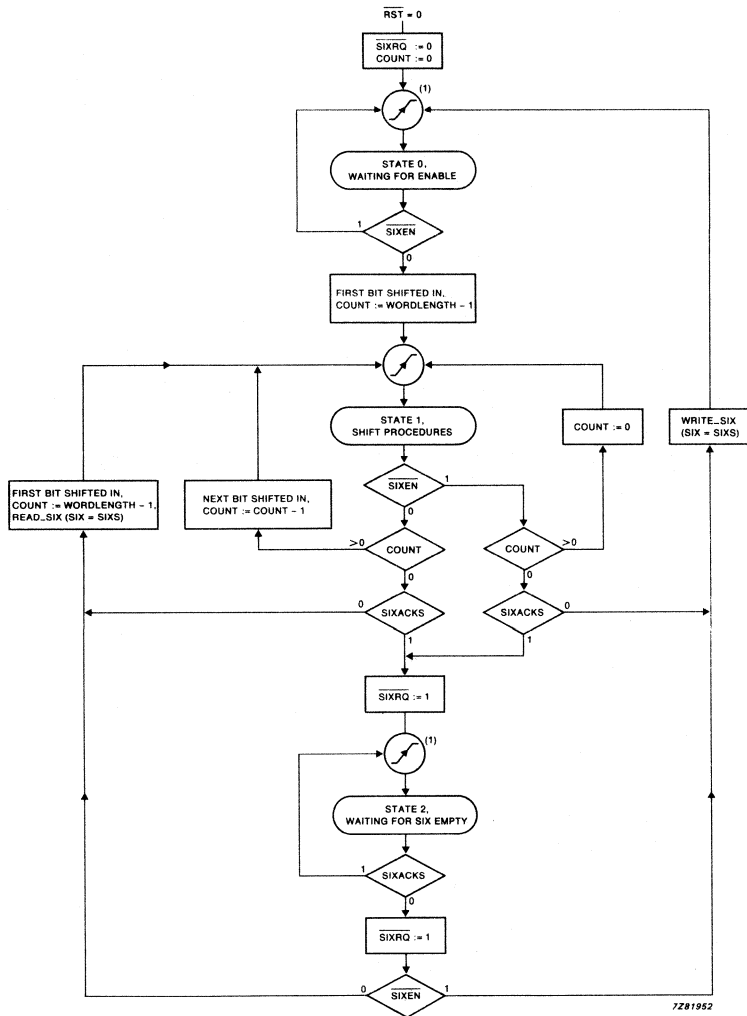 RST = 0
SIXRQ := 0
COUNT := 0
(1)
STATE 0,
WAITING FOR ENABLE
1
SIXEN
0
FIRST BIT SHIFTED IN,
COUNT := WORDLENGTH - 1
STATE 1,
SHIFT PROCEDURES
COUNT := 0
WRITE_SIX
(SIX = SIXS)
FIRST BIT SHIFTED IN,
COUNT := WORDLENGTH - 1,
READ_SIX (SIX = SIXS)
NEXT BIT SHIFTED IN,
COUNT := COUNT - 1
SIXEN
1
0
>0
COUNT
0
COUNT
>0
0
0
SIXACKS
1
SIXACKS
0
1
SIXRQ := 1
(1)
STATE 2,
WAITING FOR SIX EMPTY
1
SIXACKS
0
SIXRQ := 1
0
SIXEN
1
7Z81952